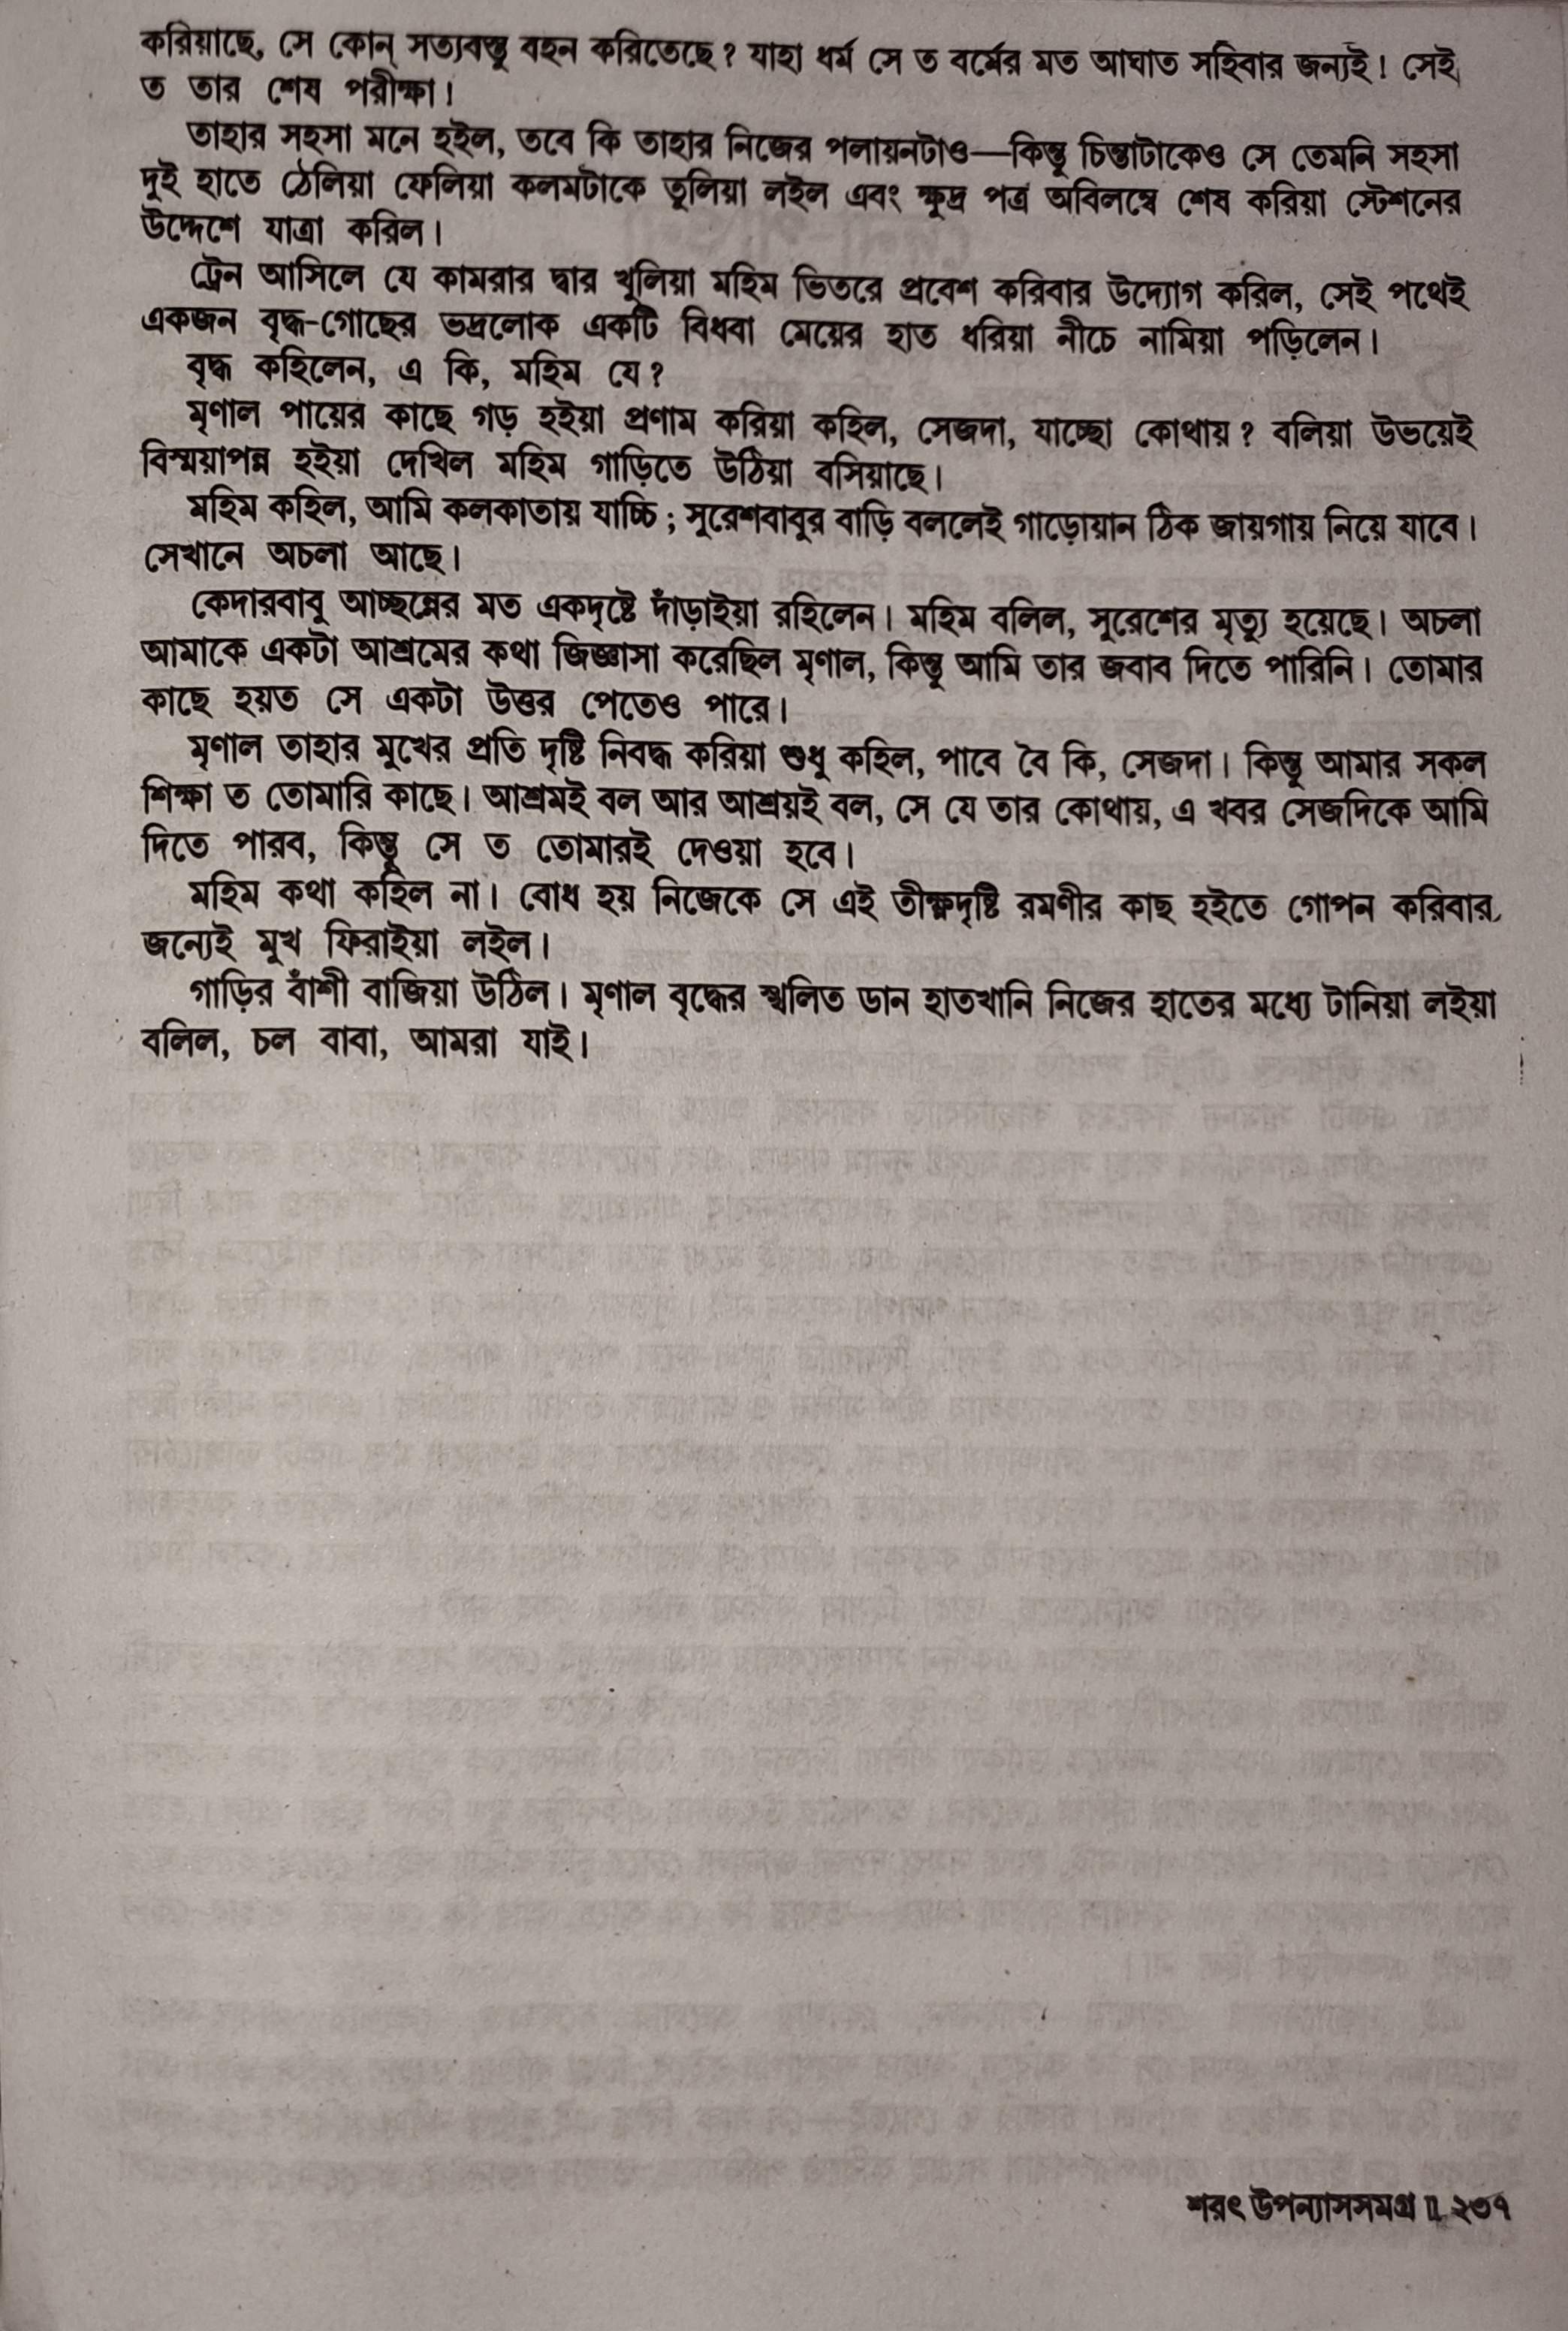 করিয়াছে, সে কোন্ সত্যবস্তু বহন করিতেছে? যাহা ধর্ম সে ত বর্মের মত আঘাত সহিবার জন্যই! সেই
ত তার শেষ পরীক্ষা।
তাহার সহসা মনে হইল, তবে কি তাহার নিজের পলায়নটাও—কিন্তু চিন্তাটাকেও সে তেমনি সহসা
দুই হাতে ঠেলিয়া ফেলিয়া কলমটাকে তুলিয়া লইল এবং ক্ষুদ্র পত্র অবিলম্বে শেষ করিয়া স্টেশনের
উদ্দেশে যাত্রা করিল।
ট্রেন আসিলে যে কামরার দ্বার খুলিয়া মহিম ভিতরে প্রবেশ করিবার উদ্যোগ করিল, সেই পথেই
একজন বৃদ্ধ-গোছের ভদ্রলোক একটি বিধবা মেয়ের হাত ধরিয়া নীচে নামিয়া পড়িলেন।
বৃদ্ধ কহিলেন, এ কি, মহিম যে?
মৃণাল পায়ের কাছে গড় হইয়া প্রণাম করিয়া কহিল, সেজদা, যাচ্ছো কোথায়? বলিয়া উভয়েই
বিস্ময়াপন্ন হইয়া দেখিল মহিম গাড়িতে উঠিয়া বসিয়াছে।
মহিম কহিল, আমি কলকাতায় যাচ্চি; সুরেশবাবুর বাড়ি বললেই গাড়োয়ান ঠিক জায়গায় নিয়ে যাবে।
সেখানে অচলা আছে।
কেদারবাবু আচ্ছন্নের মত একদৃষ্টে দাঁড়াইয়া রহিলেন। মহিম বলিল, সুরেশের মৃত্যু হয়েছে। অচলা
আমাকে একটা আশ্রমের কথা জিজ্ঞাসা করেছিল মৃণাল, কিন্তু আমি তার জবাব দিতে পারিনি। তোমার
কাছে হয়ত সে একটা উত্তর পেতেও পারে।
মৃণাল তাহার মুখের প্রতি দৃষ্টি নিবদ্ধ করিয়া শুধু কহিল, পাবে বৈ কি, সেজদা। কিন্তু আমার সকল
শিক্ষা ত তোমারি কাছে। আশ্রমই বল আর আশ্রয়ই বল, সে যে তার কোথায়, এ খবর সেজদিকে আমি
দিতে পারব, কিন্তু সে ত তোমারই দেওয়া হবে।
মহিম কথা কহিল না। বোধ হয় নিজেকে সে এই তীক্ষ্ণদৃষ্টি রমণীর কাছ হইতে গোপন করিবার
জন্যেই মুখ ফিরাইয়া লইল।
গাড়ির বাঁশী বাজিয়া উঠিল। মৃণাল বৃদ্ধের স্খলিত ডান হাতখানি নিজের হাতের মধ্যে টানিয়া লইয়া
বলিল, চল বাবা, আমরা যাই।
শরৎ উপন্যাসসমগ্র ॥ ২৩৭